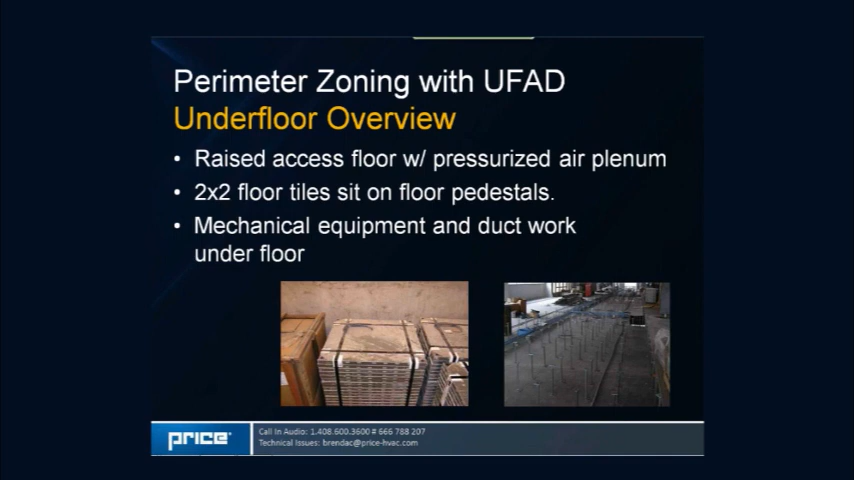 Perimeter Zoning with UFAD
Underfloor Overview
• Raised access floor w/ pressurized air plenum
• 2x2 floor tiles sit on floor pedestals.
• Mechanical equipment and duct work
under floor
PRICE
Call In Audio: 1.408.600.3600 # 666 788 207
Technical Issues: brendac@price-hvac.com